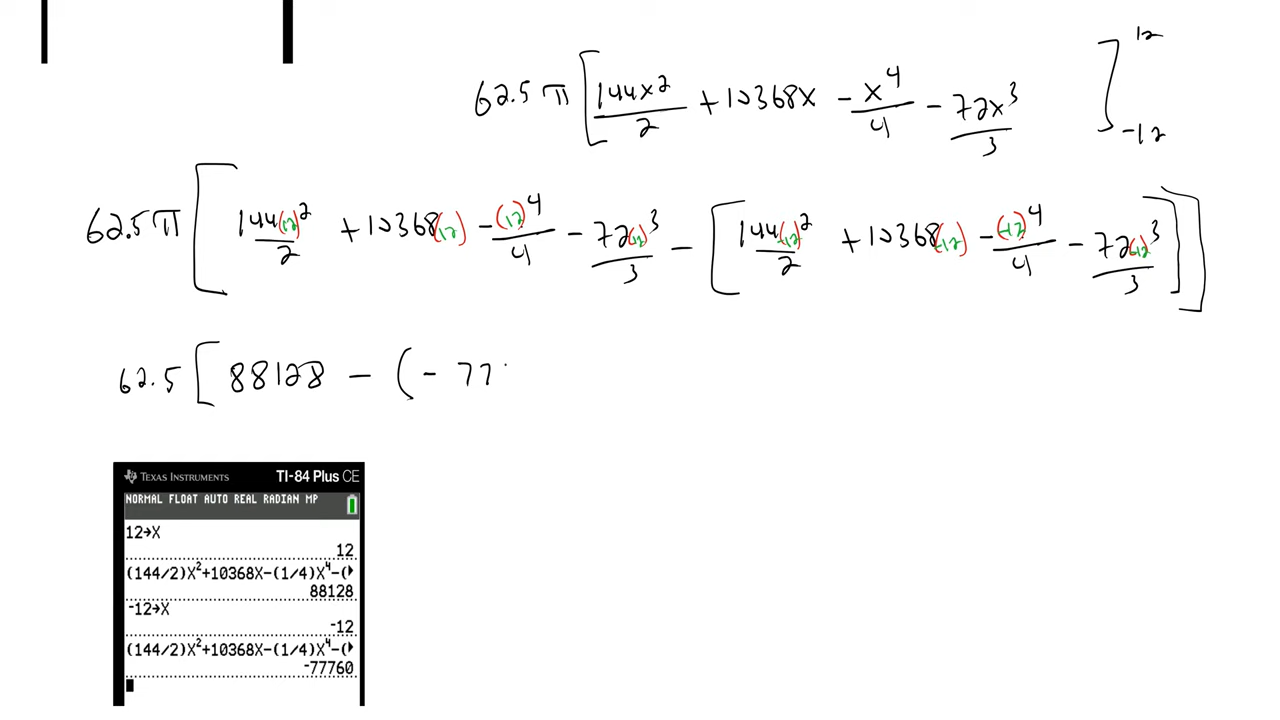 62.5 π [ 144x2/2 + 10368x - x^4/4 - 72x^3/3 ]^12_-12
62.5 π [ 144(12)^2/2 + 10368(12) - (12)^4/4 - 72(12)^3/3 - [ 144(-12)^2/2 + 10368(-12) - (-12)^4/4 - 72(-12)^3/3 ] ]
62.5 [ 88128 - ( - 77
TEXAS INSTRUMENTS TI-84 Plus CE
NORMAL FLOAT AUTO REAL RADIAN MP
12→X
12
(144/2)X²+10368X-(1/4)X⁴-(
88128
-12→X
-12
(144/2)X²+10368X-(1/4)X⁴-(
-77760